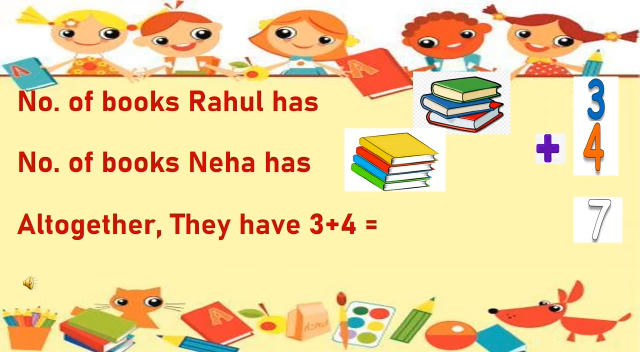 No. of books Rahul has 3
No. of books Neha has + 4
Altogether, They have 3+4 = 7
A
A
A